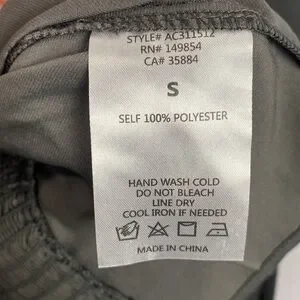 STYLE# AC311512
RN# 149854
CA# 35884
S
SELF 100% POLYESTER
HAND WASH COLD
DO NOT BLEACH
LINE DRY
COOL IRON IF NEEDED
MADE IN CHINA